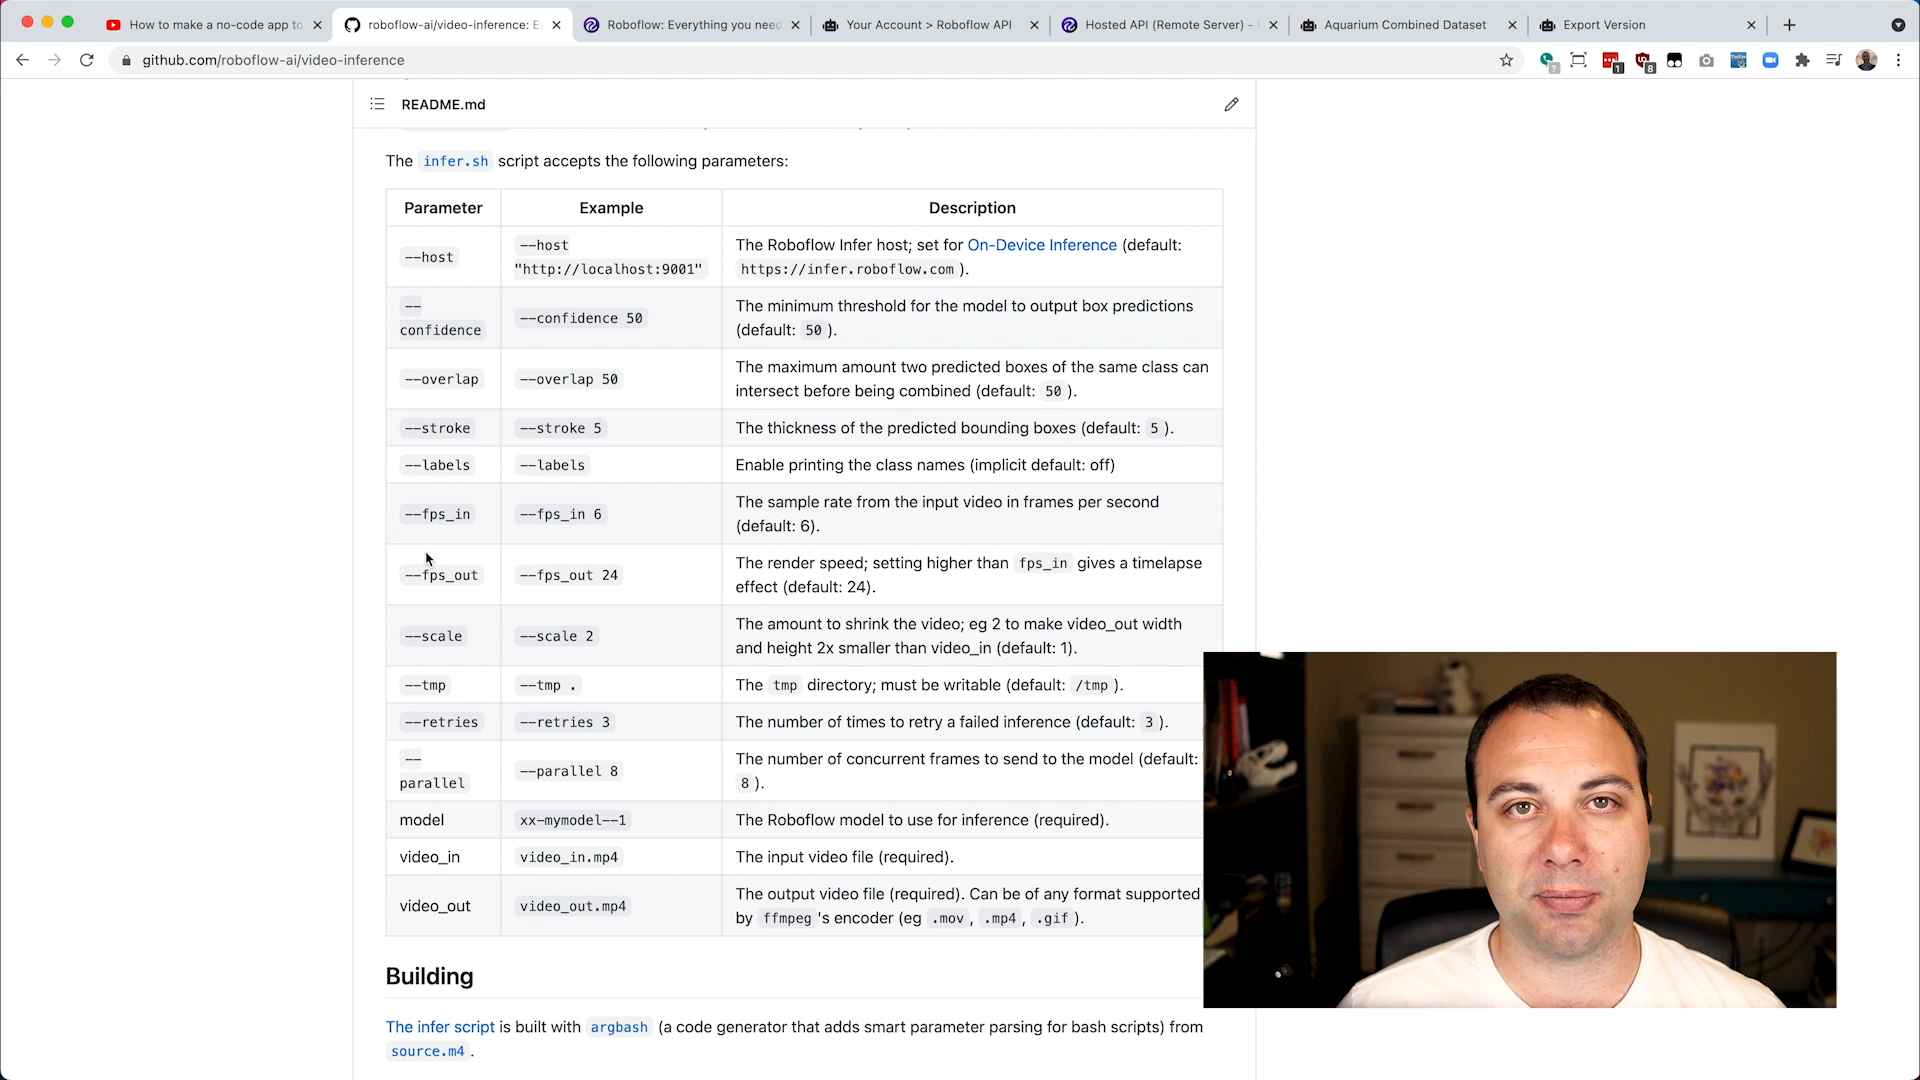 How to make a no-code app to
roboflow-ai/video-inference: E
Roboflow: Everything you need
Your Account > Roboflow API
Hosted API (Remote Server) -
Aquarium Combined Dataset
Export Version
github.com/roboflow-ai/video-inference
?
1
8
README.md
The infer.sh script accepts the following parameters:
Parameter Example Description
--host
--host
"http://localhost:9001"
The Roboflow Infer host; set for On-Device Inference (default:
https://infer.roboflow.com ).
--
confidence
--confidence 50
The minimum threshold for the model to output box predictions
(default: 50 ).
--overlap
--overlap 50
The maximum amount two predicted boxes of the same class can
intersect before being combined (default: 50 ).
--stroke --stroke 5 The thickness of the predicted bounding boxes (default: 5 ).
--labels --labels Enable printing the class names (implicit default: off)
--fps_in
--fps_in 6
The sample rate from the input video in frames per second
(default: 6).
--fps_out
--fps_out 24
The render speed; setting higher than fps_in gives a timelapse
effect (default: 24).
--scale
--scale 2
The amount to shrink the video; eg 2 to make video_out width
and height 2x smaller than video_in (default: 1).
--tmp --tmp . The tmp directory; must be writable (default: /tmp ).
--retries --retries 3 The number of times to retry a failed inference (default: 3 ).
--
parallel
--parallel 8
The number of concurrent frames to send to the model (default:
8 ).
model xx-mymodel--1 The Roboflow model to use for inference (required).
video_in video_in.mp4 The input video file (required).
video_out
video_out.mp4
The output video file (required). Can be of any format supported
by ffmpeg 's encoder (eg .mov , .mp4 , .gif ).
Building
The infer script is built with argbash (a code generator that adds smart parameter parsing for bash scripts) from
source.m4 .